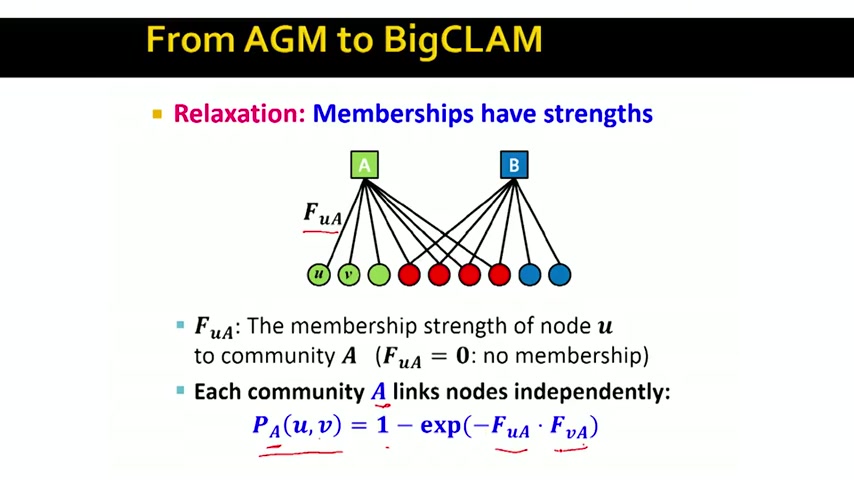 From AGM to BigCLAM
Relaxation: Memberships have strengths
A B
F_{uA}
u v
F_{uA}: The membership strength of node u
to community A (F_{uA} = 0: no membership)
Each community A links nodes independently:
P_A(u, v) = 1 − exp(−F_{uA} · F_{vA})